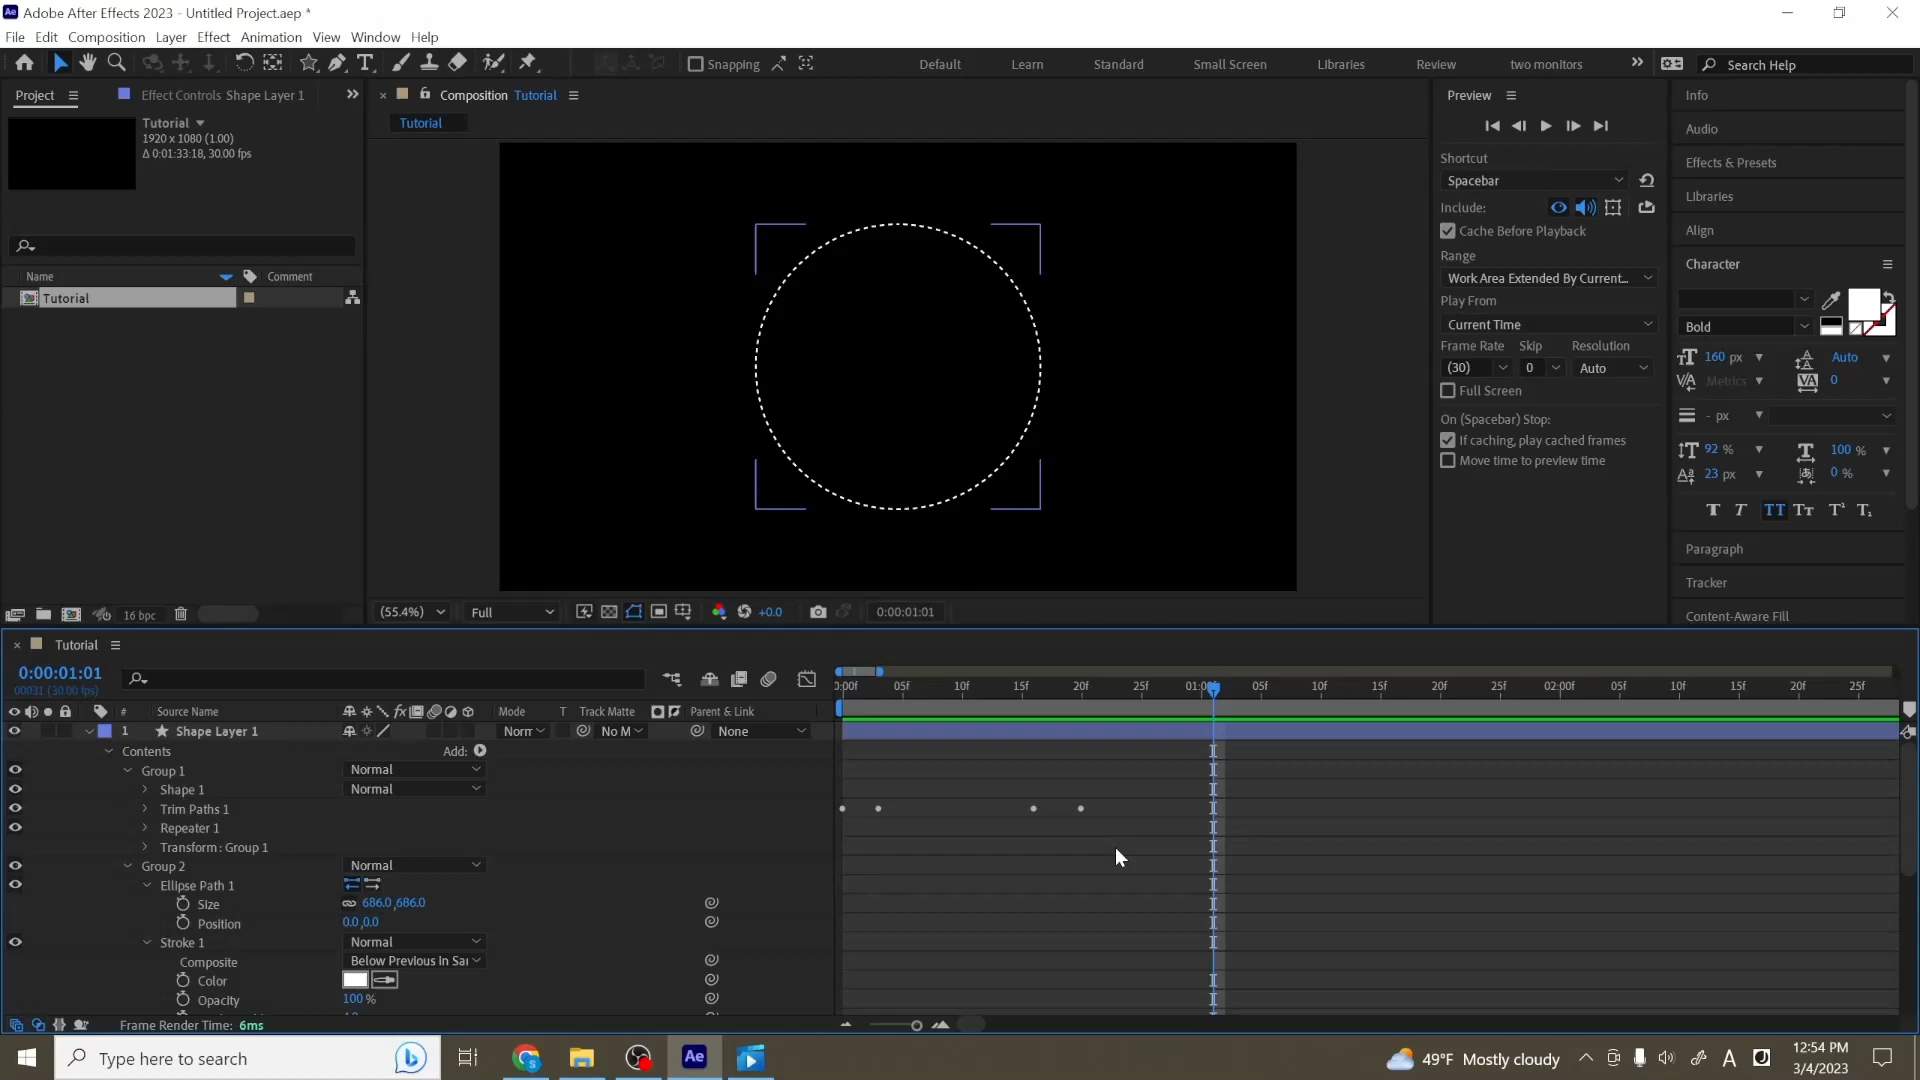 Adobe After Effects 2023 - Untitled Project.aep *
File Edit Composition Layer Effect Animation View Window Help
Snapping
Default Learn Standard Small Screen Libraries Review two monitors
Search Help
Project
Effect Controls Shape Layer 1
Tutorial
1920 x 1080 (1.00)
Δ 0:01:33:18, 30.00 fps
Name Comment
Tutorial
16 bpc
Composition Tutorial
Tutorial
(55.4%) Full +0.0 0:00:01:01
Preview
Shortcut
Spacebar
Include:
Cache Before Playback
Range
Work Area Extended By Current...
Play From
Current Time
Frame Rate Skip Resolution
(30) 0 Auto
Full Screen
On (Spacebar) Stop:
If caching, play cached frames
Move time to preview time
Info
Audio
Effects & Presets
Libraries
Align
Character
Bold
160 px Auto
Metrics 0
- px
92 % 100 %
23 px 0 %
Paragraph
Tracker
Content-Aware Fill
Tutorial
0:00:01:01
00031 (30.00 fps)
# Source Name Mode T Track Matte Parent & Link
1 Shape Layer 1 Norr No M None
Contents Add:
Group 1 Normal
Shape 1 Normal
Trim Paths 1
Repeater 1
Transform: Group 1
Group 2 Normal
Ellipse Path 1
Size 686.0,686.0
Position 0.0,0.0
Stroke 1 Normal
Composite Below Previous in Sar
Color
Opacity 100 %
Frame Render Time: 6ms
0:00f 05f 10f 15f 20f 25f 01:0 05f 10f 15f 20f 25f 02:00f 05f 10f 15f 20f 25f
Type here to search
49°F Mostly cloudy
12:54 PM
3/4/2023